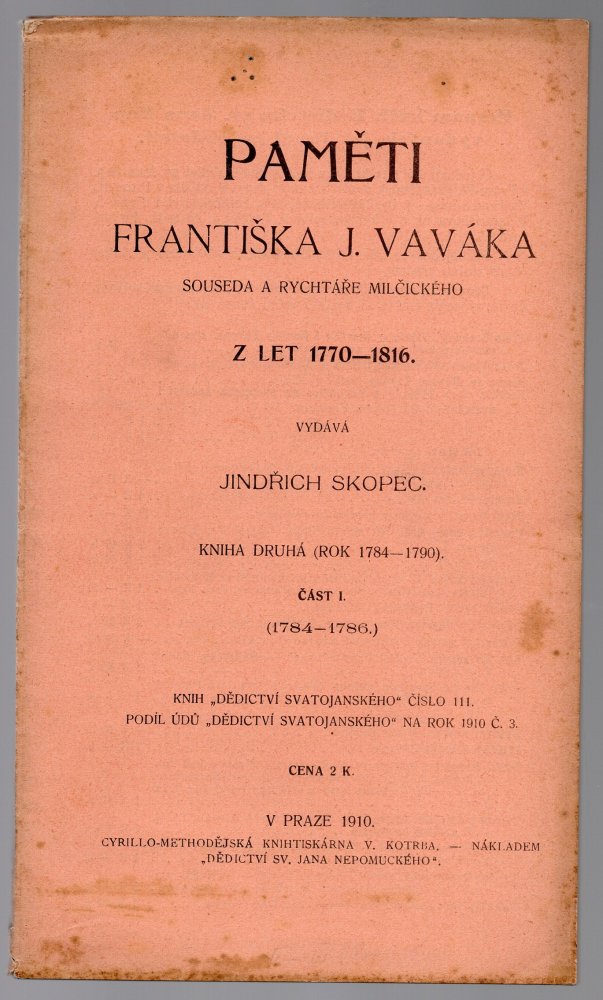 PAMĚTI
FRANTIŠKA J. VAVÁKA
SOUSEDA A RYCHTÁŘE MILČICKÉHO
Z LET 1770—1816.
VYDÁVÁ
JINDŘICH SKOPEC.
KNIHA DRUHÁ (ROK 1784—1790).
ČÁST I.
(1784—1786.)
KNIH „DĚDICTVÍ SVATOJANSKÉHO“ ČÍSLO 111.
PODÍL ÚDŮ „DĚDICTVÍ SVATOJANSKÉHO“ NA ROK 1910 Č. 3.
CENA 2 K.
V PRAZE 1910.
CYRILLO-METHODĚJSKÁ KNIHTISKÁRNA V. KOTRBA. — NÁKLADEM
„DĚDICTVÍ SV. JANA NEPOMUCKÉHO“.